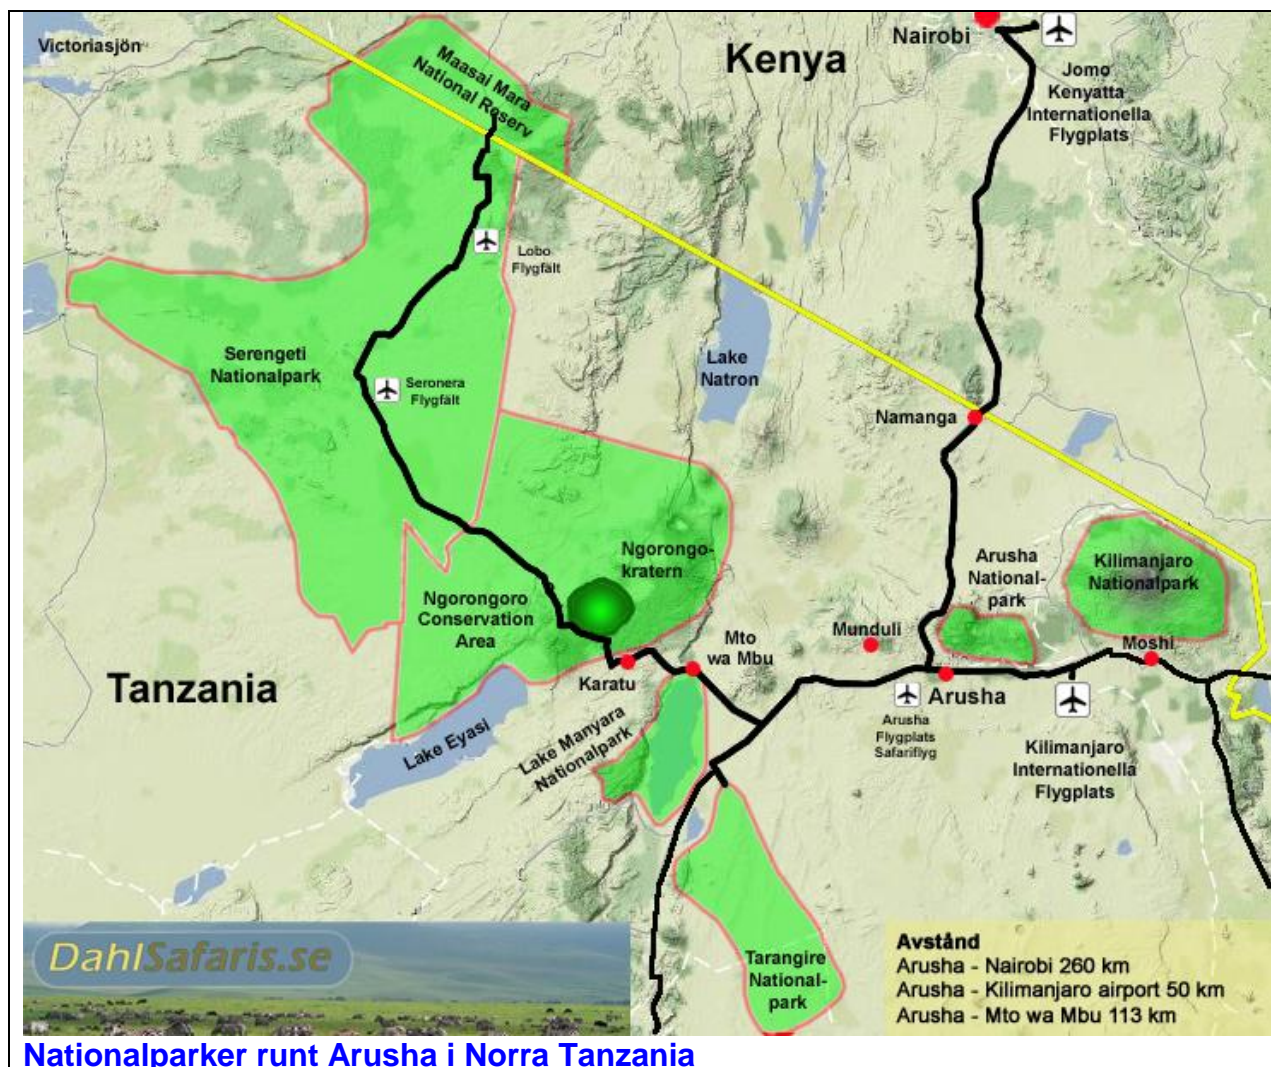 Victoriasjön
Maasai Mara
National Reserv
Kenya
Nairobi
Jomo
Kenyatta
Internationella
Flygplats
Lobo
Flygfält
Serengeti
Nationalpark
Seronera
Flygfält
Lake
Natron
Namanga
Ngorongo-
kratern
Arusha
National-
park
Kilimanjaro
Nationalpark
Ngorongoro
Conservation
Area
Munduli
Mto
wa Mbu
Moshi
Tanzania
Karatu
Arusha
Arusha
Flygplats
Safariflyg
Lake Eyasi
Lake Manyara
Nationalpark
Kilimanjaro
Internationella
Flygplats
Tarangire
National-
park
DahlSafaris.se
Avstånd
Arusha - Nairobi 260 km
Arusha - Kilimanjaro airport 50 km
Arusha - Mto wa Mbu 113 km
Nationalparker runt Arusha i Norra Tanzania